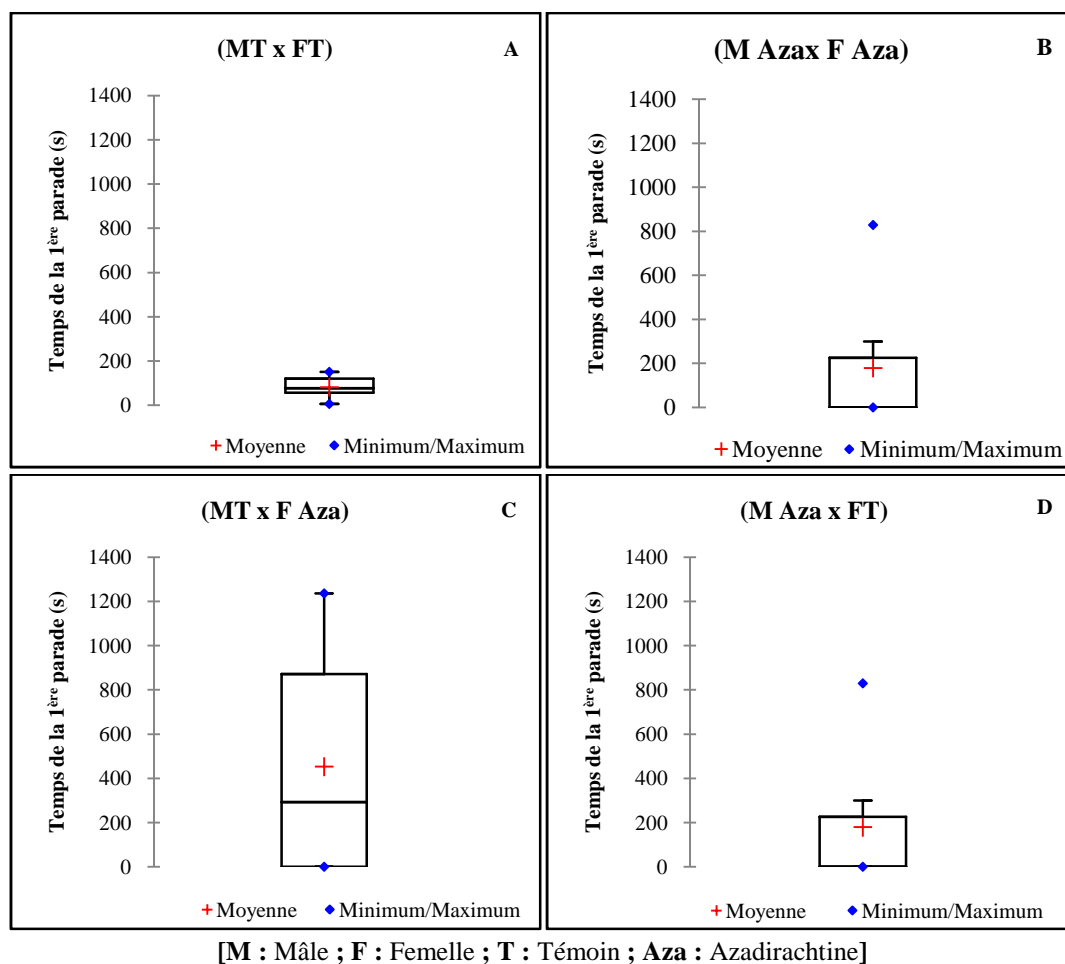 (MT x FT) A
Temps de la 1ère parade (s)
1400
1200
1000
800
600
400
200
0
Moyenne Minimum/Maximum
(M Azax F Aza) B
Temps de la 1ère parade (s)
1400
1200
1000
800
600
400
200
0
Moyenne Minimum/Maximum
(MT x F Aza) C
Temps de la 1ère parade (s)
1400
1200
1000
800
600
400
200
0
Moyenne Minimum/Maximum
(M Aza x FT) D
Temps de la 1ère parade (s)
1400
1200
1000
800
600
400
200
0
Moyenne Minimum/Maximum
[M : Mâle ; F : Femelle ; T : Témoin ; Aza : Azadirachtine]